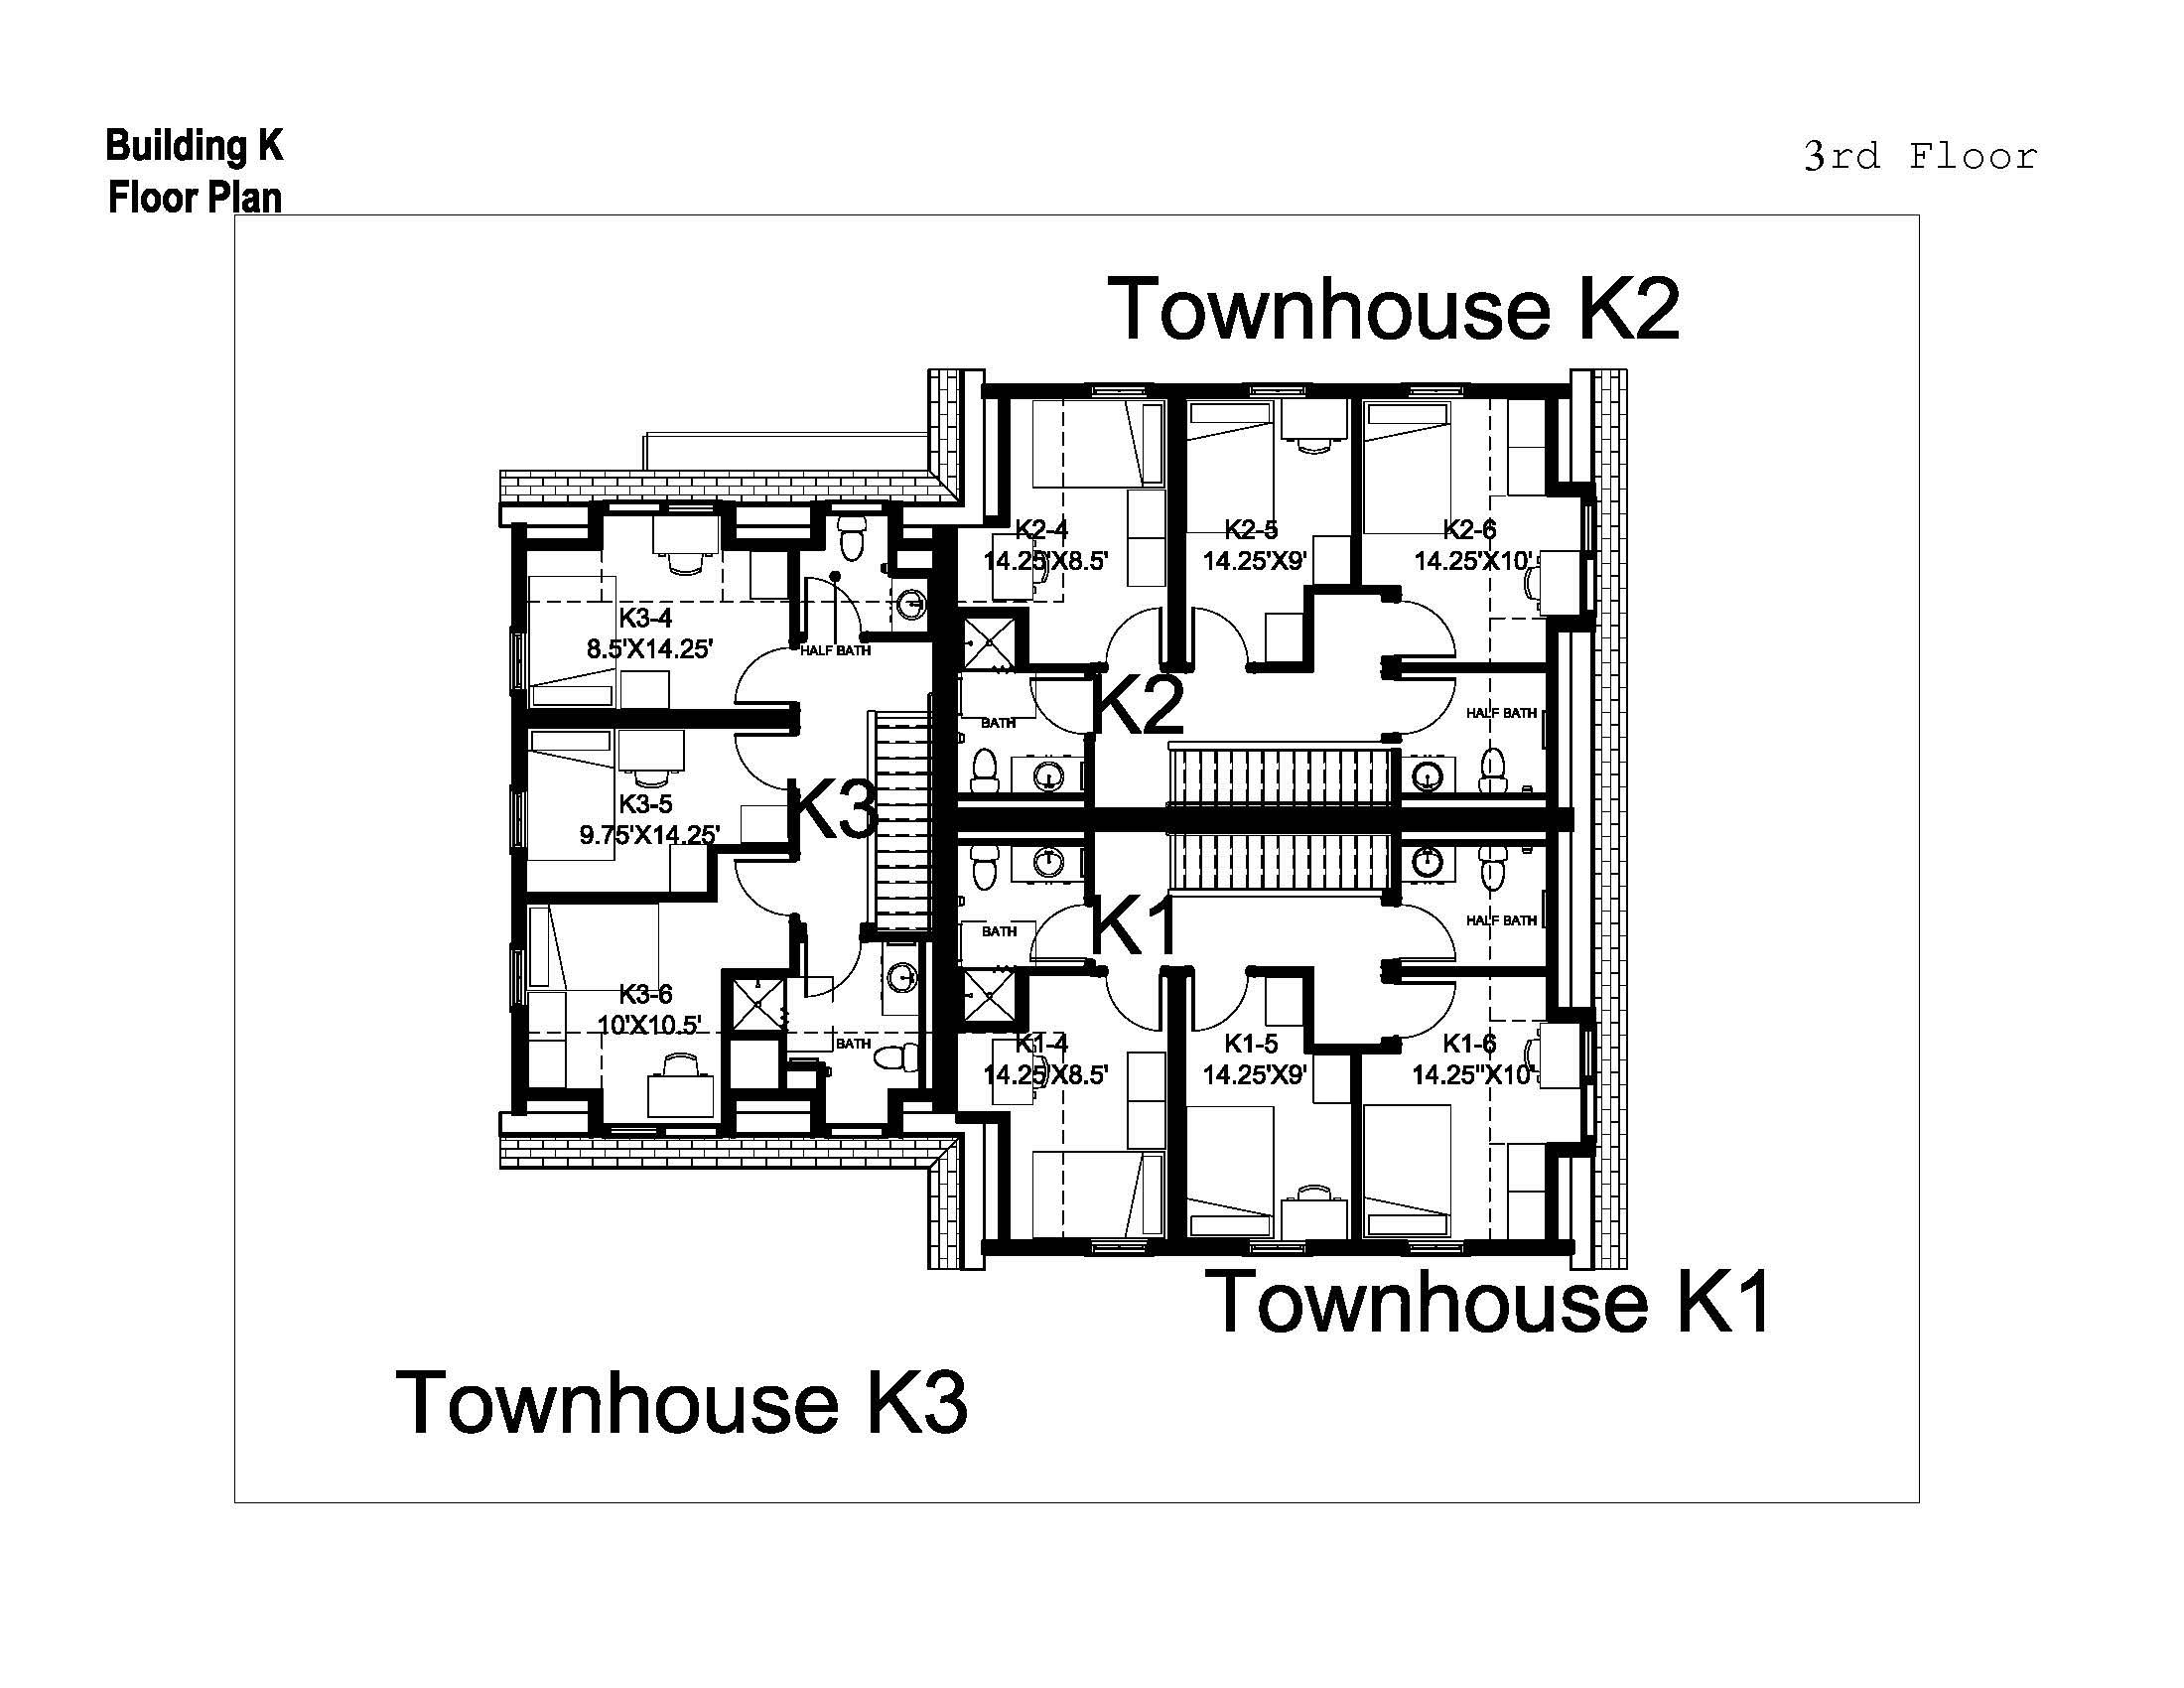 Building K
Floor Plan
3rd Floor
Townhouse K2
K2-4
14.25'X8.5'
K2-5
14.25'X9'
K2-6
14.25'X10'
K3-4
8.5'X14.25'
HALF BATH
K2
BATH
HALF BATH
K3-5
9.75'X14.25'
K3
K1
BATH
HALF BATH
K3-6
10'X10.5'
BATH
K1-4
14.25'X8.5'
K1-5
14.25'X9'
K1-6
14.25"X10'
Townhouse K1
Townhouse K3